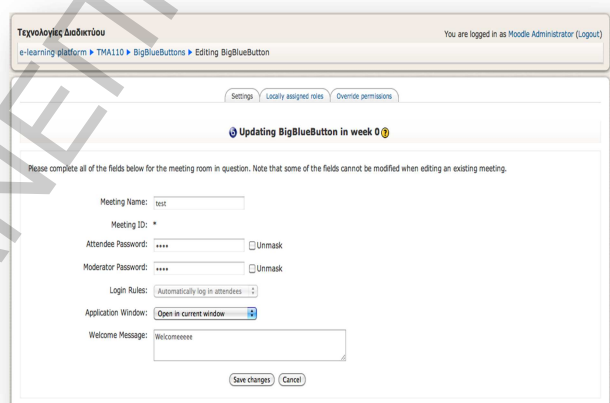 Τεχνολογίες Διαδικτύου
You are logged in as Moodle Administrator (Logout)
e-learning platform ▶ TMA110 ▶ BigBlueButtons ▶ Editing BigBlueButton
Settings Locally assigned roles Override permissions
Updating BigBlueButton in week 0
Please complete all of the fields below for the meeting room in question. Note that some of the fields cannot be modified when editing an existing meeting.
Meeting Name: test
Meeting ID: *
Attendee Password: •••• Unmask
Moderator Password: •••• Unmask
Login Rules: Automatically log in attendees
Application Window: Open in current window
Welcome Message: Welcomeeeee
Save changes Cancel